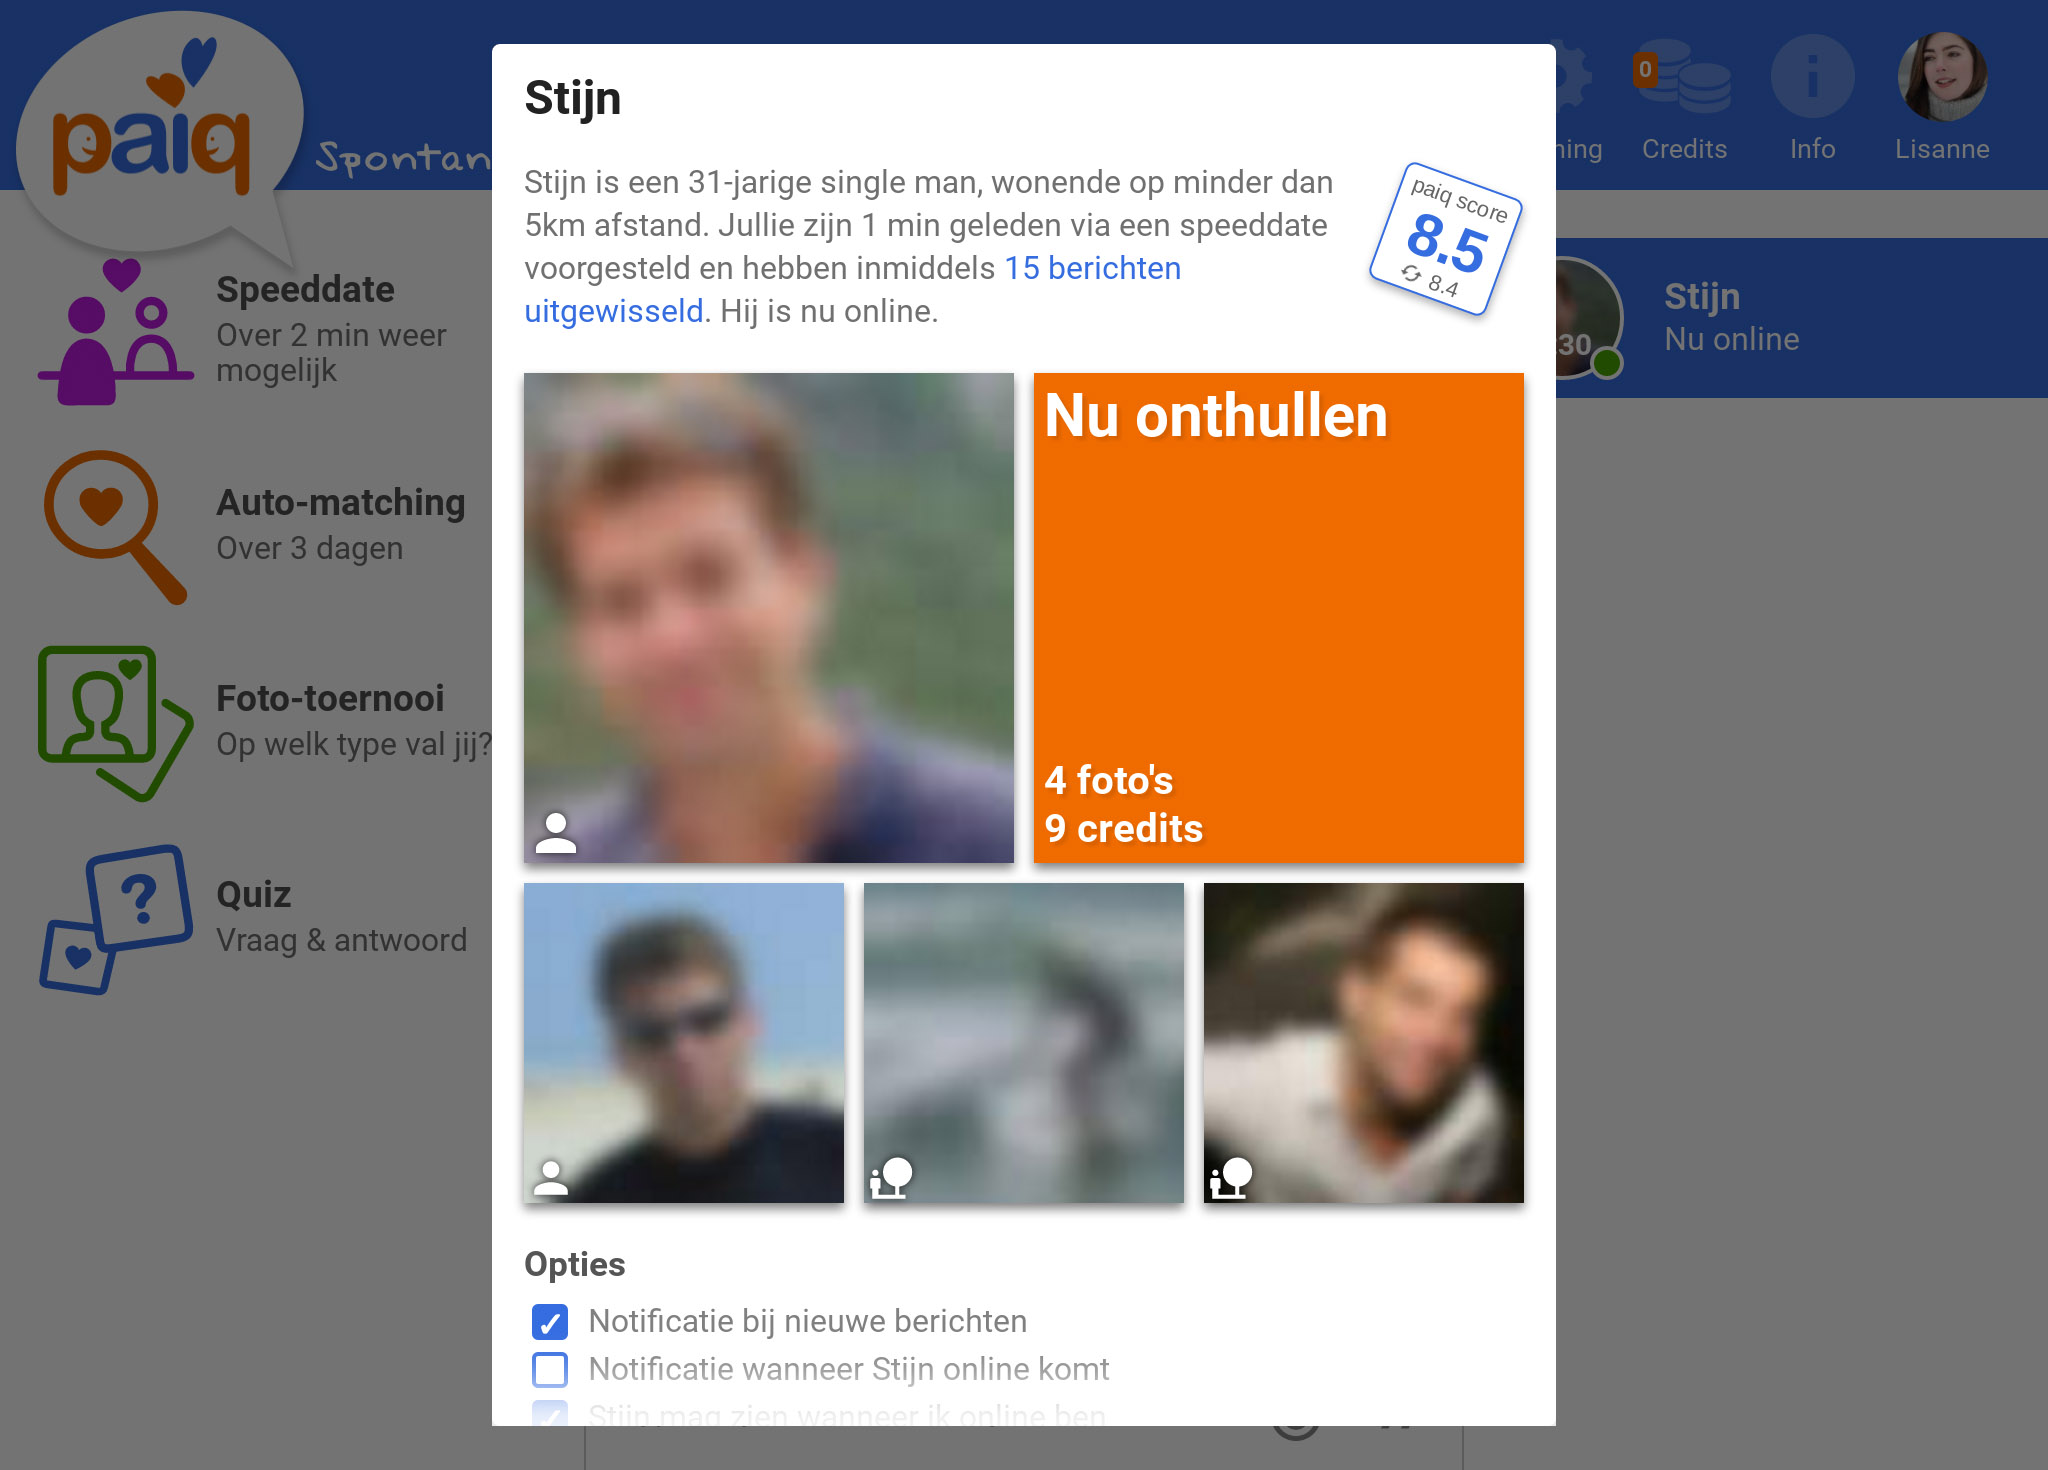 paiq
Spontan
0
ning
Credits
Info
Lisanne
Speeddate
Over 2 min weer
mogelijk
Auto-matching
Over 3 dagen
Foto-toernooi
Op welk type val jij?
Quiz
Vraag & antwoord
Stijn
Stijn is een 31-jarige single man, wonende op minder dan
5km afstand. Jullie zijn 1 min geleden via een speeddate
voorgesteld en hebben inmiddels 15 berichten
uitgewisseld. Hij is nu online.
paiq score
8.5
8.4
Nu onthullen
4 foto's
9 credits
Opties
Notificatie bij nieuwe berichten
Notificatie wanneer Stijn online komt
Stijn mag zien wanneer ik online ben
:30
Stijn
Nu online